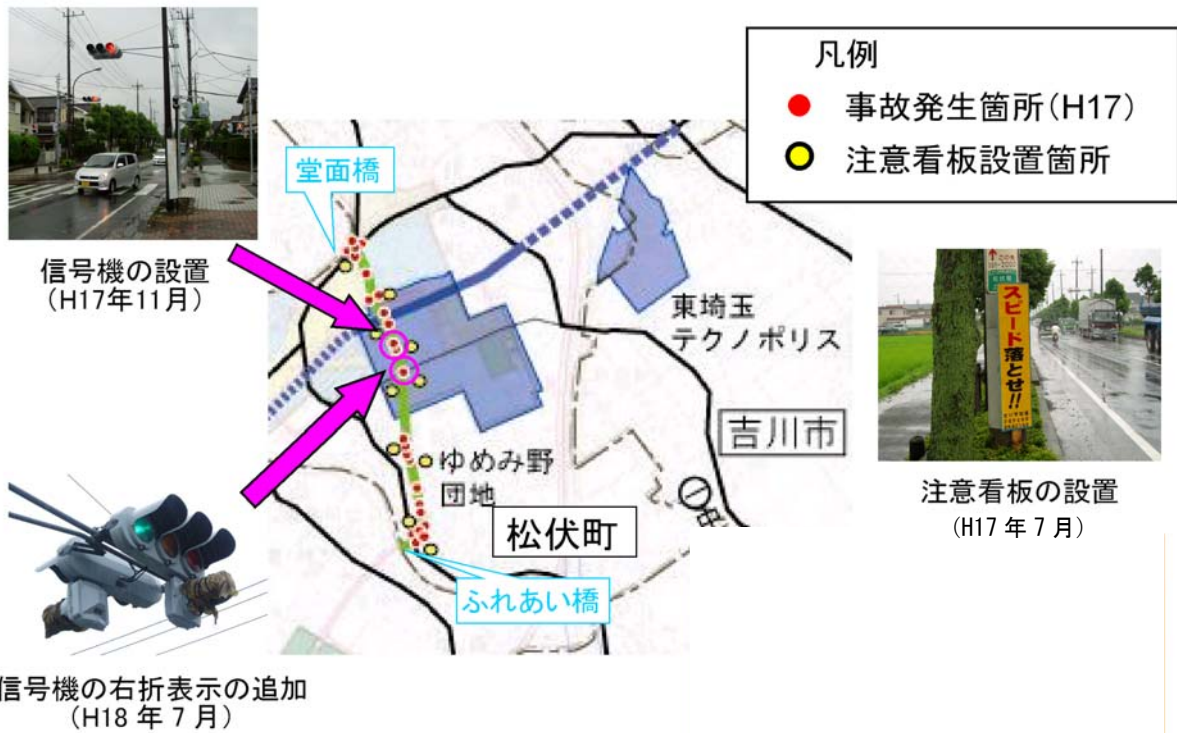 凡例
事故発生箇所(H17)
注意看板設置箇所
堂面橋
信号機の設置
(H17年11月)
東埼玉
テクノポリス
吉川市
スピード落とせ!!
注意看板の設置
(H17年7月)
ゆめみ野
団地
松伏町
ふれあい橋
信号機の右折表示の追加
(H18年7月)